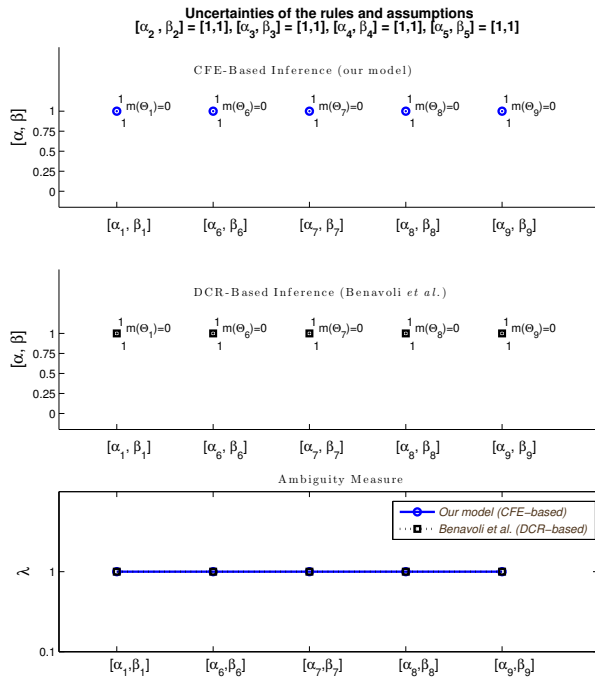 Uncertainties of the rules and assumptions
[α2 , β2] = [1,1], [α3, β3] = [1,1], [α4, β4] = [1,1], [α5, β5] = [1,1]
CFE-Based Inference (our model)
[α, β]
1
0.75
0.5
0.25
0
1 m(Θ1)=0 1
1 m(Θ6)=0 1
1 m(Θ7)=0 1
1 m(Θ8)=0 1
1 m(Θ9)=0 1
[α1, β1] [α6, β6] [α7, β7] [α8, β8] [α9, β9]
DCR-Based Inference (Benavoli et al.)
[α, β]
1
0.75
0.5
0.25
0
1 m(Θ1)=0 1
1 m(Θ6)=0 1
1 m(Θ7)=0 1
1 m(Θ8)=0 1
1 m(Θ9)=0 1
[α1, β1] [α6, β6] [α7, β7] [α8, β8] [α9, β9]
Ambiguity Measure
Our model (CFE−based)
Benavoli et al. (DCR−based)
λ
1
0.1
[α1,β1] [α6,β6] [α7,β7] [α8,β8] [α9,β9]